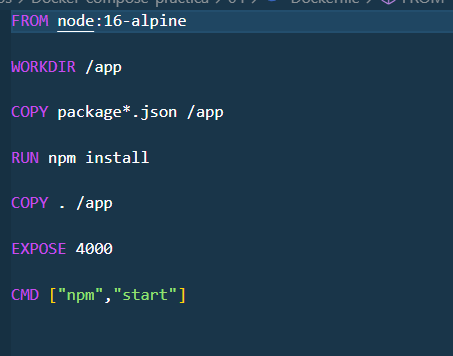 FROM node:16-alpine
WORKDIR /app
COPY package*.json /app
RUN npm install
COPY . /app
EXPOSE 4000
CMD ["npm","start"]